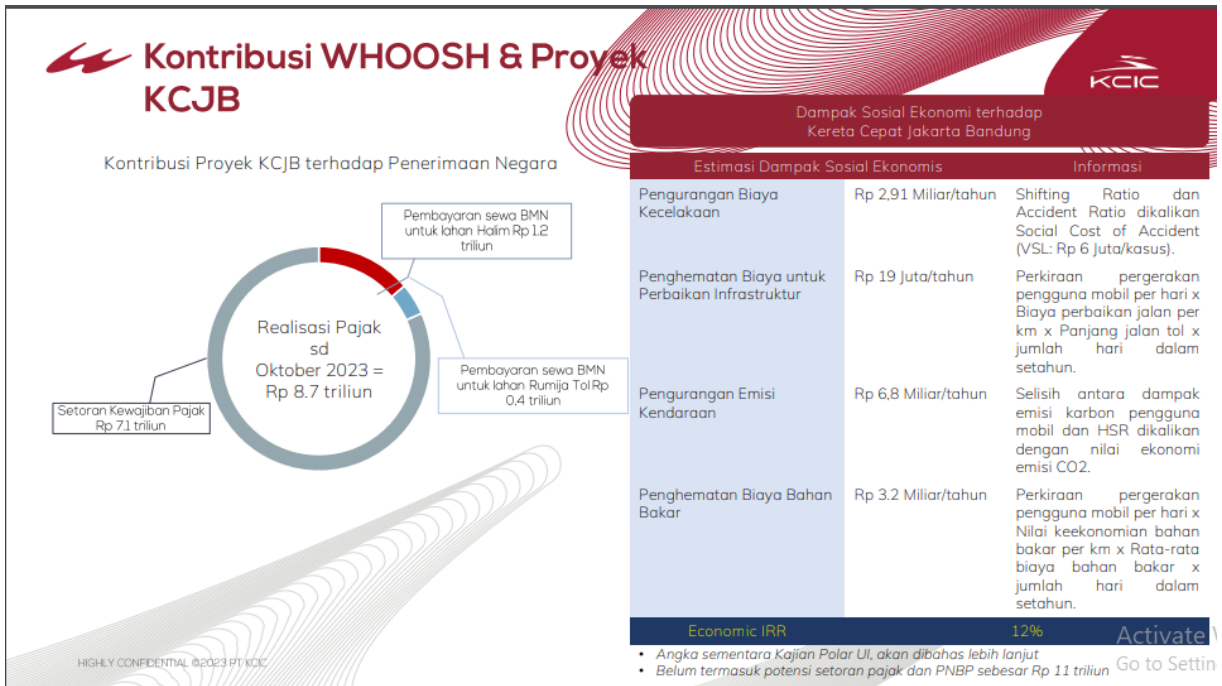 Kontribusi WHOOSH & Proyek
KCJB
KCIC
Kontribusi Proyek KCJB terhadap Penerimaan Negara
Pembayaran sewa BMN
untuk lahan Halim Rp 1.2
triliun
Realisasi Pajak
sd
Oktober 2023 =
Rp 8.7 triliun
Pembayaran sewa BMN
untuk lahan Rumija Tol Rp
0,4 triliun
Setoran Kewajiban Pajak
Rp 7.1 triliun
Dampak Sosial Ekonomi terhadap
Kereta Cepat Jakarta Bandung
Estimasi Dampak Sosial Ekonomis
Informasi
Pengurangan Biaya
Kecelakaan
Rp 2,91 Miliar/tahun
Shifting Ratio dan
Accident Ratio dikalikan
Social Cost of Accident
(VSL: Rp 6 Juta/kasus).
Penghematan Biaya untuk
Perbaikan Infrastruktur
Rp 19 Juta/tahun
Perkiraan pergerakan
pengguna mobil per hari x
Biaya perbaikan jalan per
km x Panjang jalan tol x
jumlah hari dalam
setahun.
Pengurangan Emisi
Kendaraan
Rp 6,8 Miliar/tahun
Selisih antara dampak
emisi karbon pengguna
mobil dan HSR dikalikan
dengan nilai ekonomi
emisi CO2.
Penghematan Biaya Bahan
Bakar
Rp 3.2 Miliar/tahun
Perkiraan pergerakan
pengguna mobil per hari x
Nilai keekonomian bahan
bakar per km x Rata-rata
biaya bahan bakar x
jumlah hari dalam
setahun.
Economic IRR
12%
• Angka sementara Kajian Polar UI, akan dibahas lebih lanjut
• Belum termasuk potensi setoran pajak dan PNBP sebesar Rp 11 triliun
HIGHLY CONFIDENTIAL ©2023 PT KCIC
Activate
Go to